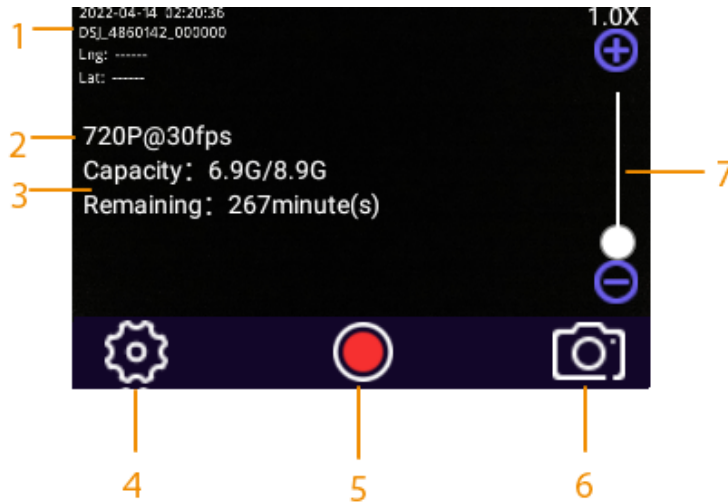 2022-04-14 02:20:36
DSJ_4860142_000000
Lng: ------
Lat: ------
1.0X
720P@30fps
Capacity: 6.9G/8.9G
Remaining: 267minute(s)
1
2
3
7
4
5
6